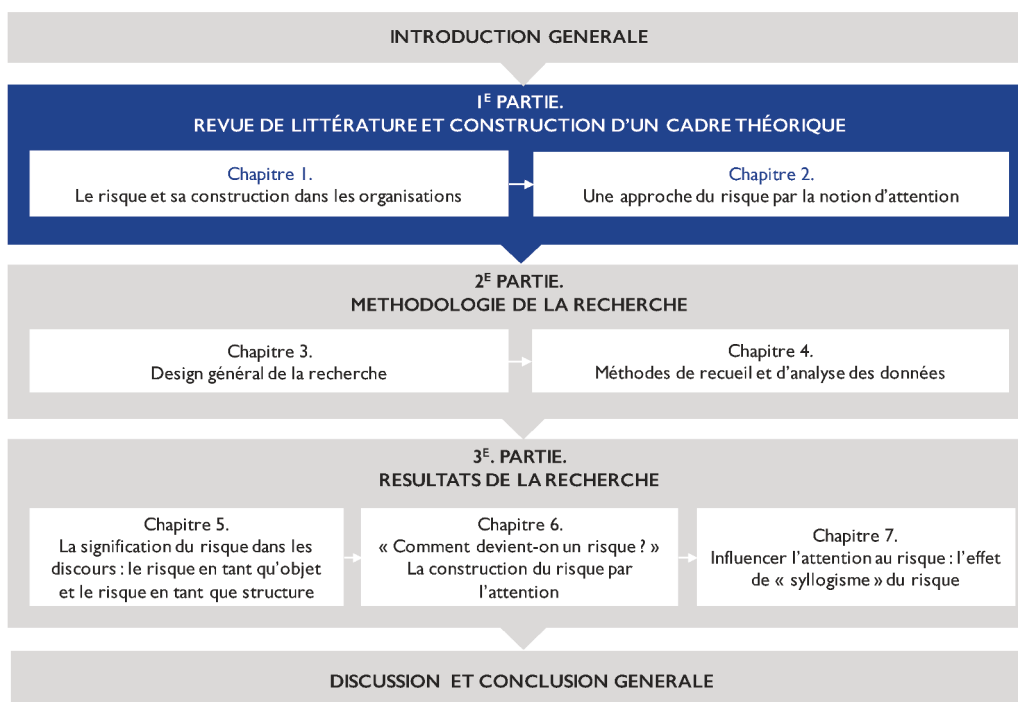 INTRODUCTION GENERALE
1E PARTIE.
REVUE DE LITTÉRATURE ET CONSTRUCTION D'UN CADRE THÉORIQUE
Chapitre 1.
Le risque et sa construction dans les organisations
Chapitre 2.
Une approche du risque par la notion d'attention
2E PARTIE.
METHODOLOGIE DE LA RECHERCHE
Chapitre 3.
Design général de la recherche
Chapitre 4.
Méthodes de recueil et d'analyse des données
3E. PARTIE.
RESULTATS DE LA RECHERCHE
Chapitre 5.
La signification du risque dans les
discours : le risque en tant qu'objet
et le risque en tant que structure
Chapitre 6.
« Comment devient-on un risque ? »
La construction du risque par
l'attention
Chapitre 7.
Influencer l'attention au risque : l'effet
de « syllogisme » du risque
DISCUSSION ET CONCLUSION GENERALE